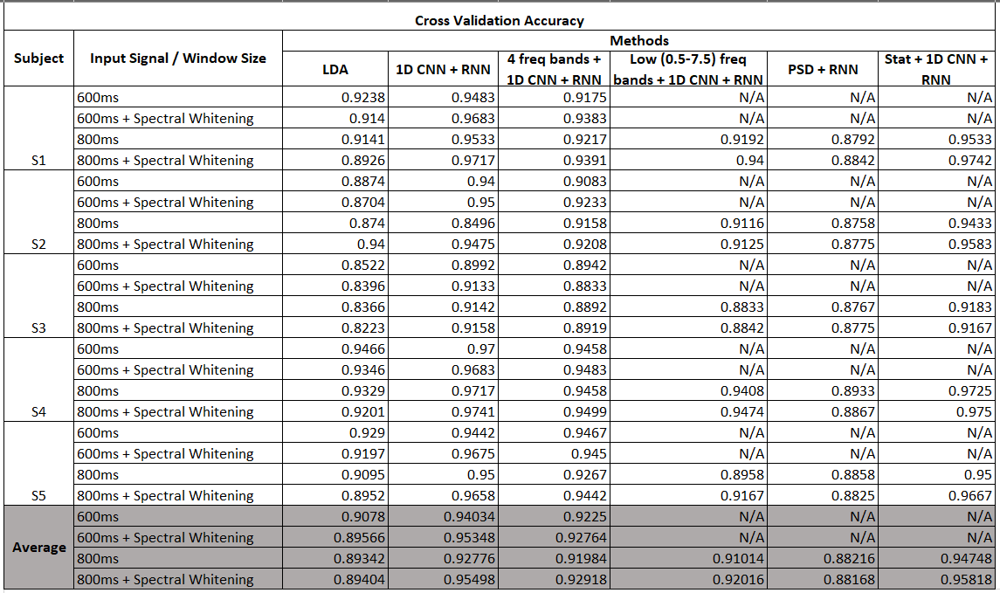 Cross Validation Accuracy
Subject Input Signal / Window Size Methods
LDA 1D CNN + RNN 4 freq bands + 1D CNN + RNN Low (0.5-7.5) freq bands + 1D CNN + RNN PSD + RNN Stat + 1D CNN + RNN
S1 600ms 0.9238 0.9483 0.9175 N/A N/A N/A
600ms + Spectral Whitening 0.914 0.9683 0.9383 N/A N/A N/A
800ms 0.9141 0.9533 0.9217 0.9192 0.8792 0.9533
800ms + Spectral Whitening 0.8926 0.9717 0.9391 0.94 0.8842 0.9742
S2 600ms 0.8874 0.94 0.9083 N/A N/A N/A
600ms + Spectral Whitening 0.8704 0.95 0.9233 N/A N/A N/A
800ms 0.874 0.8496 0.9158 0.9116 0.8758 0.9433
800ms + Spectral Whitening 0.94 0.9475 0.9208 0.9125 0.8775 0.9583
S3 600ms 0.8522 0.8992 0.8942 N/A N/A N/A
600ms + Spectral Whitening 0.8396 0.9133 0.8833 N/A N/A N/A
800ms 0.8366 0.9142 0.8892 0.8833 0.8767 0.9183
800ms + Spectral Whitening 0.8223 0.9158 0.8919 0.8842 0.8775 0.9167
S4 600ms 0.9466 0.97 0.9458 N/A N/A N/A
600ms + Spectral Whitening 0.9346 0.9683 0.9483 N/A N/A N/A
800ms 0.9329 0.9717 0.9458 0.9408 0.8933 0.9725
800ms + Spectral Whitening 0.9201 0.9741 0.9499 0.9474 0.8867 0.975
S5 600ms 0.929 0.9442 0.9467 N/A N/A N/A
600ms + Spectral Whitening 0.9197 0.9675 0.945 N/A N/A N/A
800ms 0.9095 0.95 0.9267 0.8958 0.8858 0.95
800ms + Spectral Whitening 0.8952 0.9658 0.9442 0.9167 0.8825 0.9667
Average 600ms 0.9078 0.94034 0.9225 N/A N/A N/A
600ms + Spectral Whitening 0.89566 0.95348 0.92764 N/A N/A N/A
800ms 0.89342 0.92776 0.91984 0.91014 0.88216 0.94748
800ms + Spectral Whitening 0.89404 0.95498 0.92918 0.92016 0.88168 0.95818